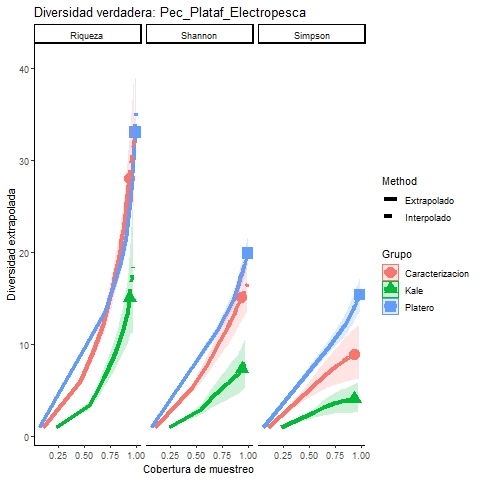 Diversidad verdadera: Pec_Plataf_Electropesca
Riqueza
Shannon
Simpson
Diversidad extrapolada
40
30
20
10
0
0.25 0.50 0.75 1.00
0.25 0.50 0.75 1.00
0.25 0.50 0.75 1.00
Cobertura de muestreo
Method
Extrapolado
Interpolado
Grupo
Caracterizacion
Kale
Platero